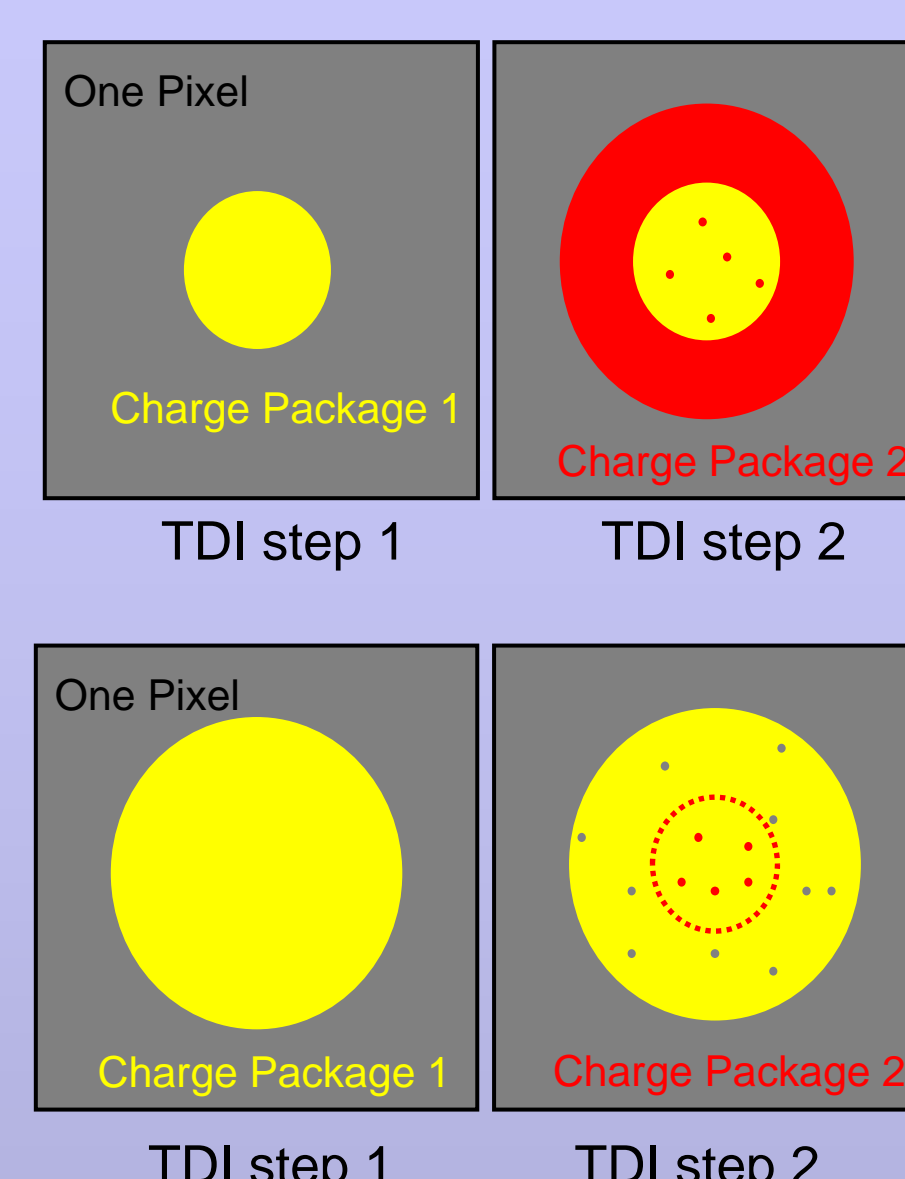 One Pixel
Charge Package 1
Charge Package 2
TDI step 1
TDI step 2
One Pixel
Charge Package 1
Charge Package 2
TDI step 1
TDI step 2